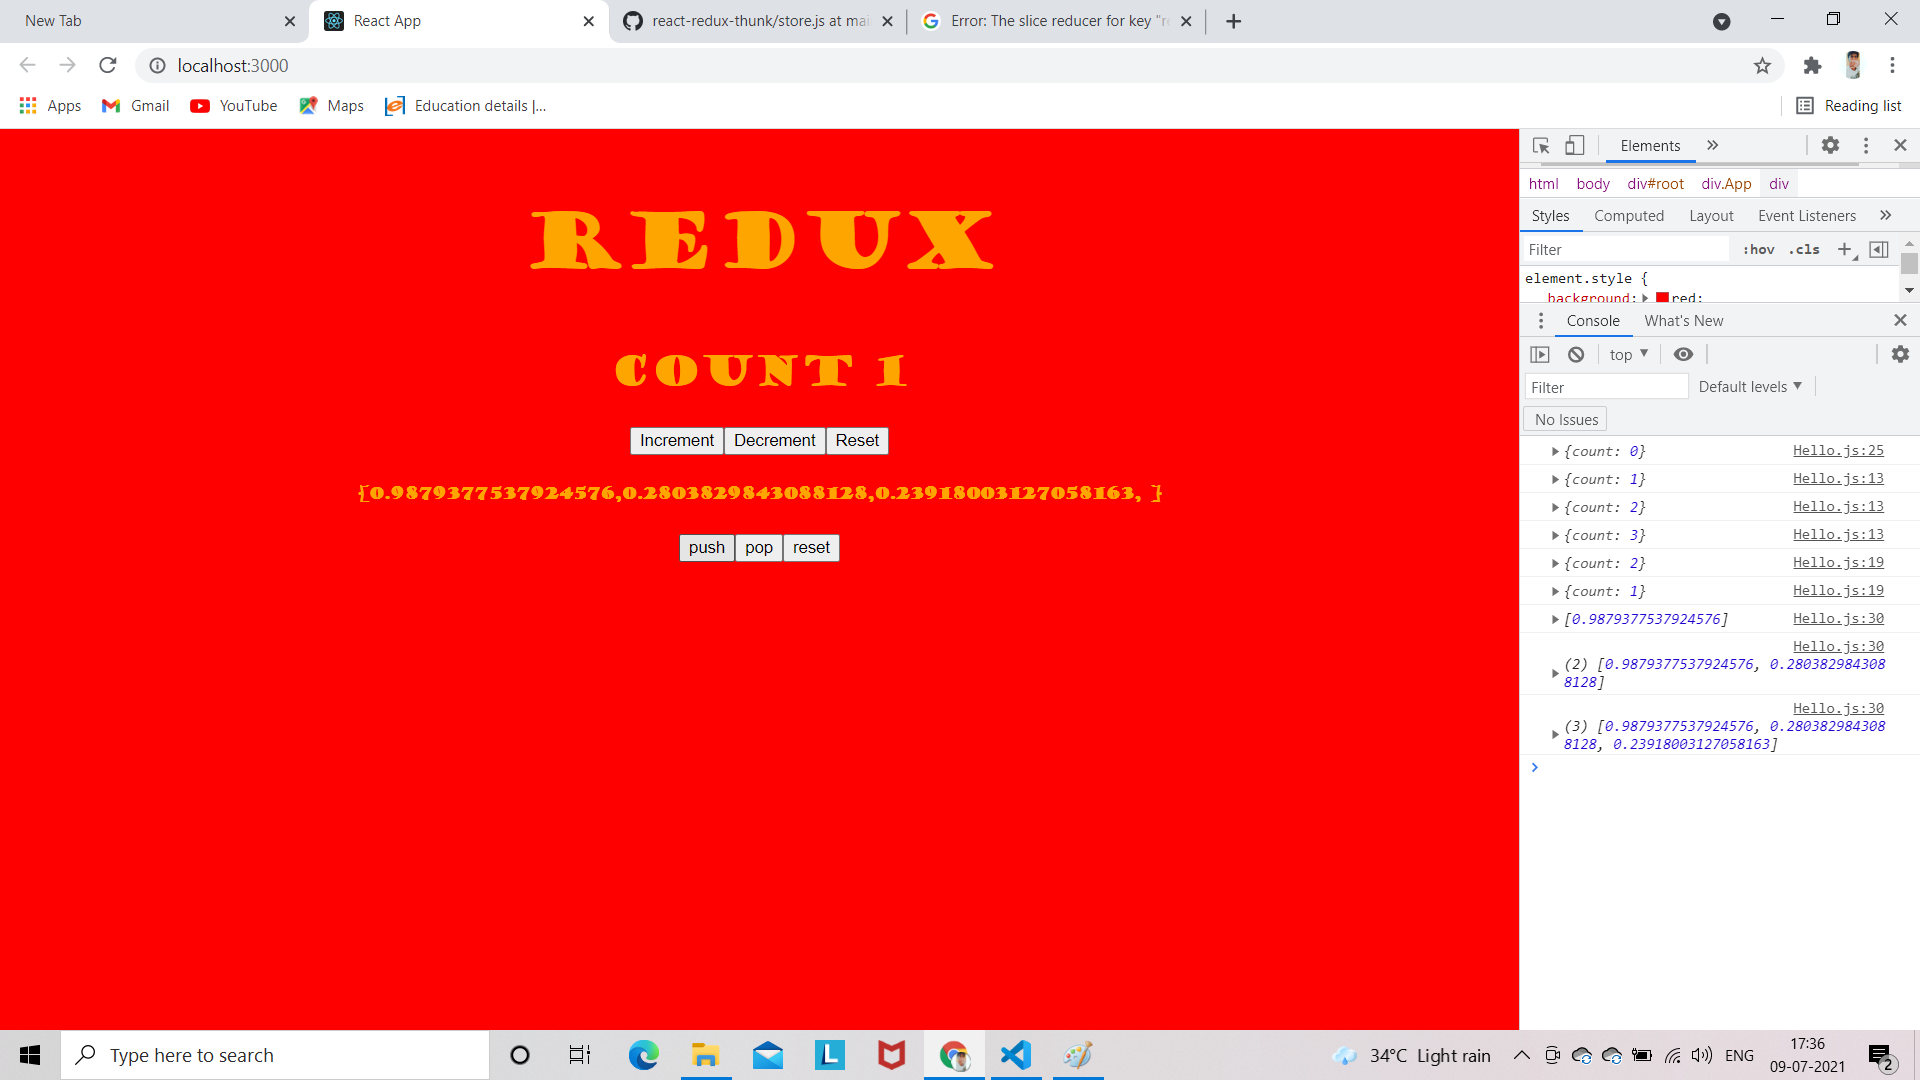 New Tab
React App
react-redux-thunk/store.js at mai
Error: The slice reducer for key "re
localhost:3000
Apps
Gmail
YouTube
Maps
Education details |...
Reading list
REDUX
COUNT 1
Increment Decrement Reset
[0.9879377537924576,0.2803829843088128,0.23918003127058163, ]
push pop reset
Elements
html body div#root div.App div
Styles Computed Layout Event Listeners
Filter :hov .cls
element.style {
background: red;
Console What's New
top
Filter Default levels
No Issues
{count: 0} Hello.js:25
{count: 1} Hello.js:13
{count: 2} Hello.js:13
{count: 3} Hello.js:13
{count: 2} Hello.js:19
{count: 1} Hello.js:19
[0.9879377537924576] Hello.js:30
Hello.js:30
(2) [0.9879377537924576, 0.280382984308
8128]
Hello.js:30
(3) [0.9879377537924576, 0.280382984308
8128, 0.23918003127058163]
Type here to search
34°C Light rain
ENG
17:36
09-07-2021
2